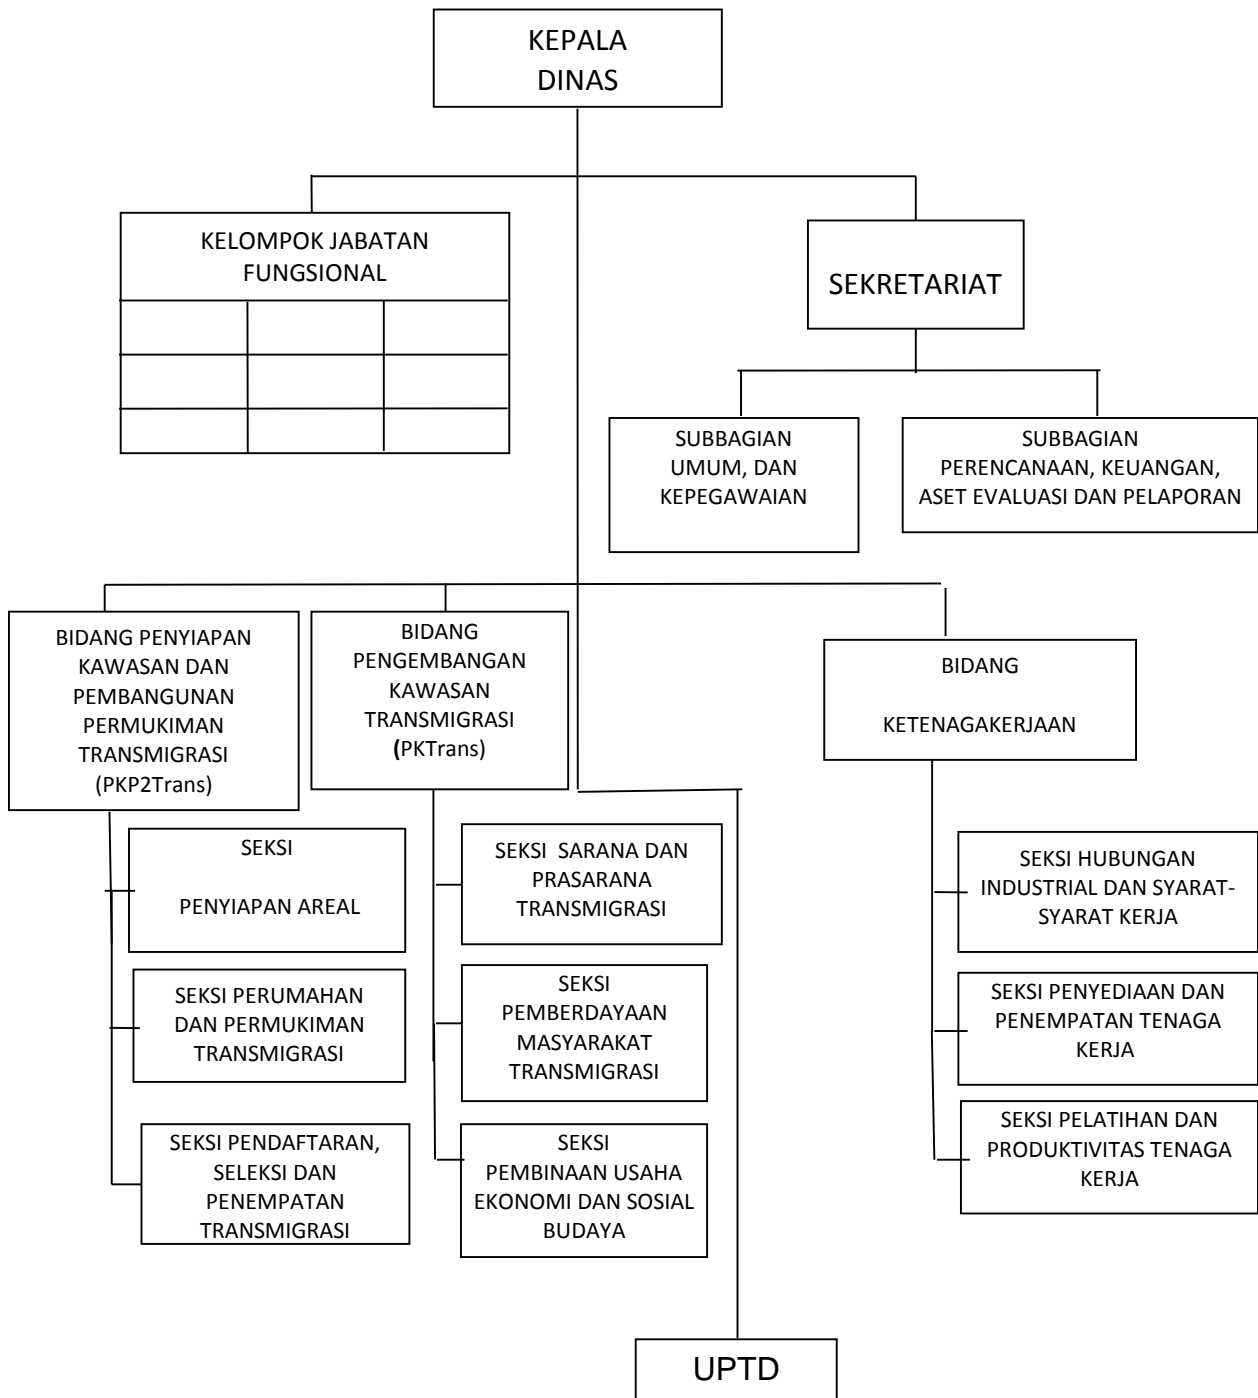 KEPALA
DINAS
KELOMPOK JABATAN
FUNGSIONAL
SEKRETARIAT
SUBBAGIAN
UMUM, DAN
KEPEGAWAIAN
SUBBAGIAN
PERENCANAAN, KEUANGAN,
ASET EVALUASI DAN PELAPORAN
BIDANG PENYIAPAN
KAWASAN DAN
PEMBANGUNAN
PERMUKIMAN
TRANSMIGRASI
(PKP2Trans)
BIDANG
PENGEMBANGAN
KAWASAN
TRANSMIGRASI
(PKTrans)
BIDANG
KETENAGAKERJAAN
SEKSI
PENYIAPAN AREAL
SEKSI PERUMAHAN
DAN PERMUKIMAN
TRANSMIGRASI
SEKSI PENDAFTARAN,
SELEKSI DAN
PENEMPATAN
TRANSMIGRASI
SEKSI SARANA DAN
PRASARANA
TRANSMIGRASI
SEKSI
PEMBERDAYAAN
MASYARAKAT
TRANSMIGRASI
SEKSI
PEMBINAAN USAHA
EKONOMI DAN SOSIAL
BUDAYA
SEKSI HUBUNGAN
INDUSTRIAL DAN SYARAT-
SYARAT KERJA
SEKSI PENYEDIAAN DAN
PENEMPATAN TENAGA
KERJA
SEKSI PELATIHAN DAN
PRODUKTIVITAS TENAGA
KERJA
UPTD